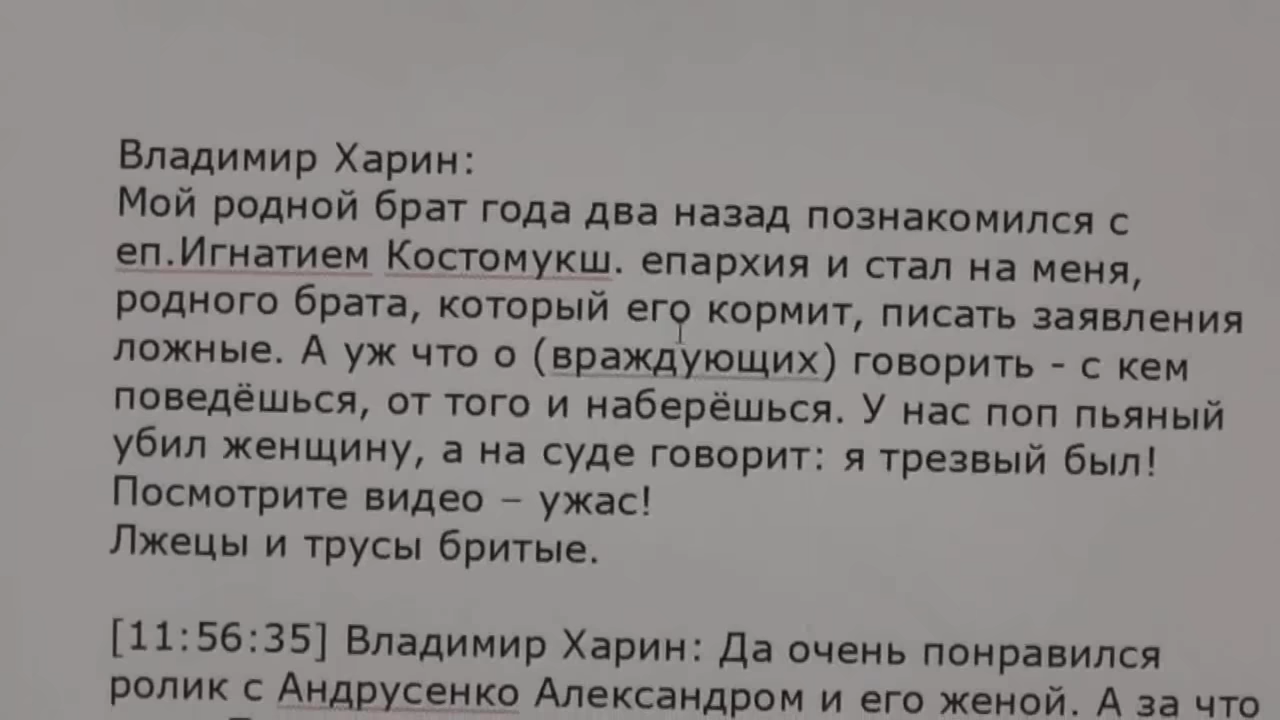 Владимир Харин:
Мой родной брат года два назад познакомился с
еп.Игнатием Костомукш. епархия и стал на меня,
родного брата, который его кормит, писать заявления
ложные. А уж что о (враждующих) говорить - с кем
поведёшься, от того и наберёшься. У нас поп пьяный
убил женщину, а на суде говорит: я трезвый был!
Посмотрите видео – ужас!
Лжецы и трусы бритые.
[11:56:35] Владимир Харин: Да очень понравился
ролик с Андрусенко Александром и его женой. А за что